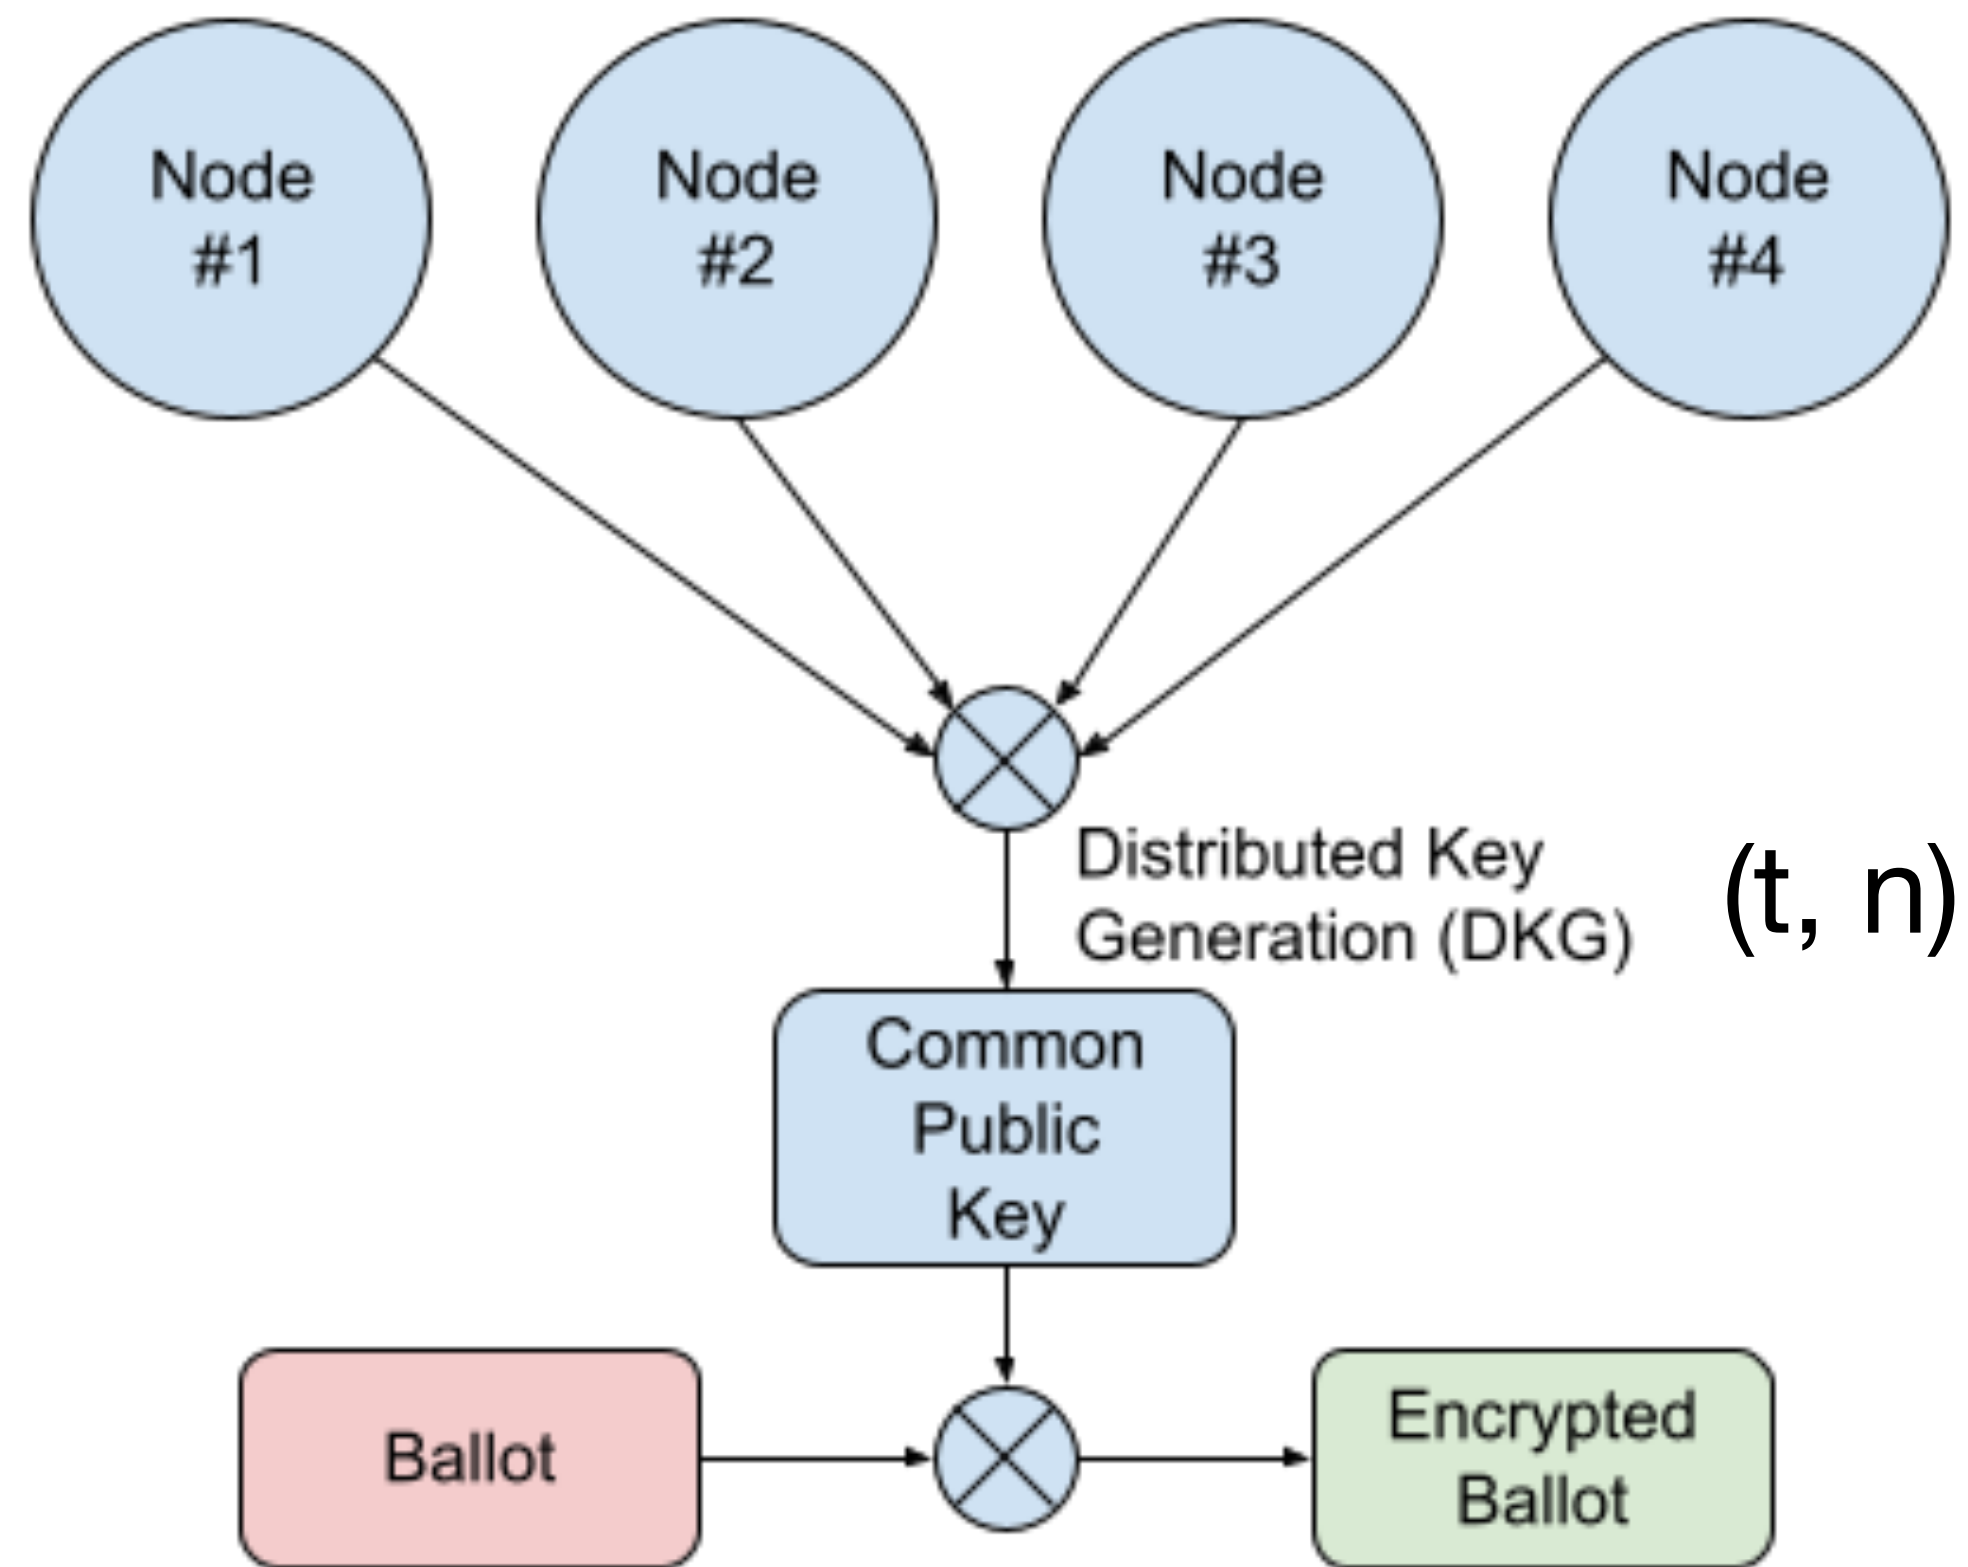 Node
#1
Node
#2
Node
#3
Node
#4
Distributed Key
Generation (DKG)
(t, n)
Common
Public
Key
Ballot
Encrypted
Ballot